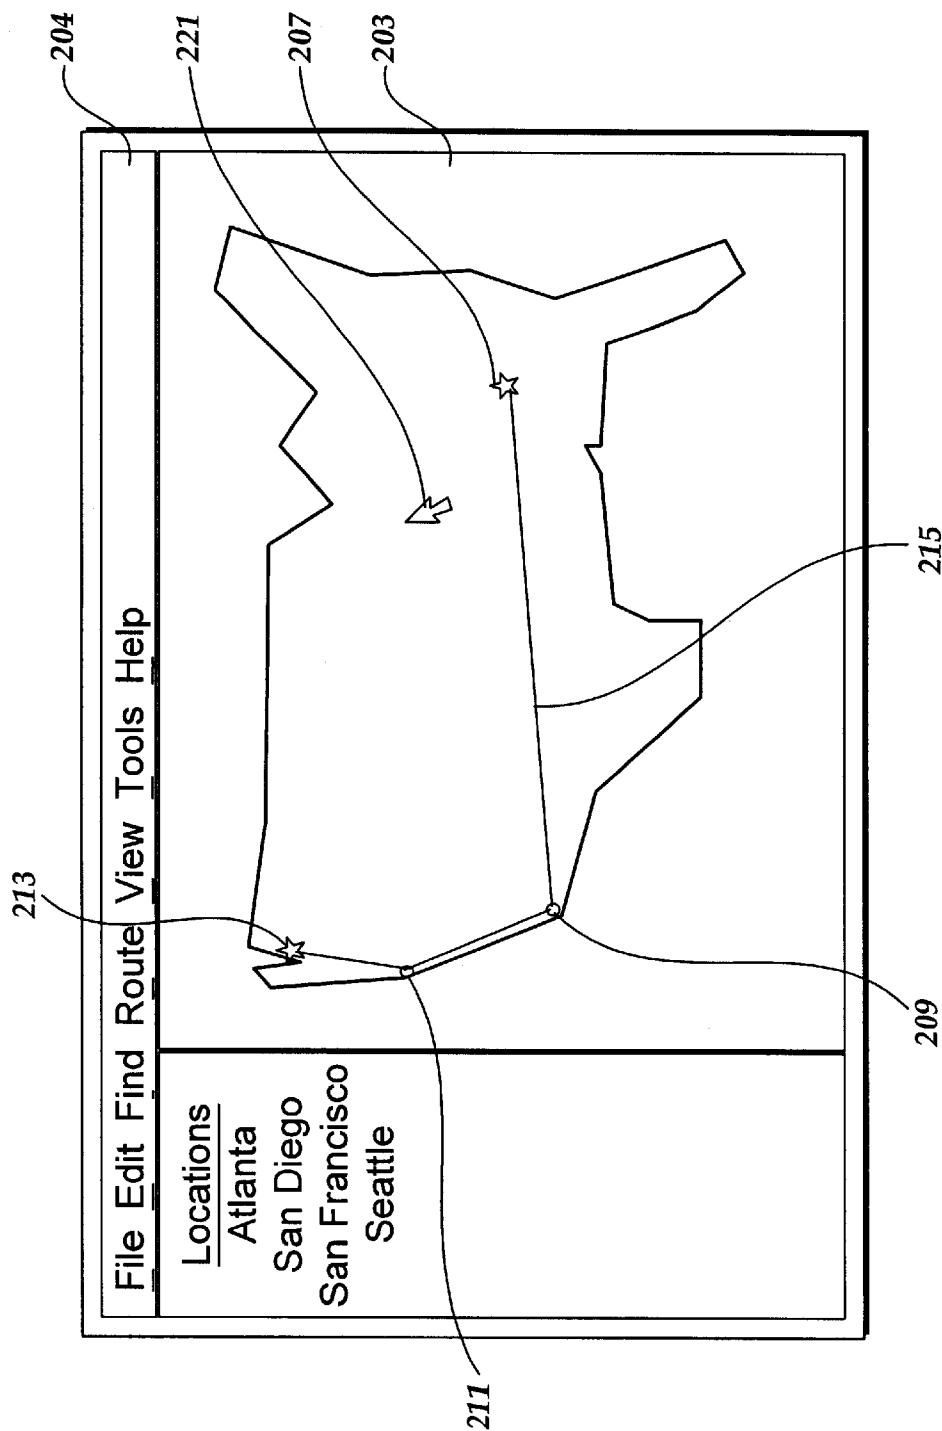 204
221
207
203
File Edit Find Route View Tools Help
213
Locations
Atlanta
San Diego
San Francisco
Seattle
215
209
211